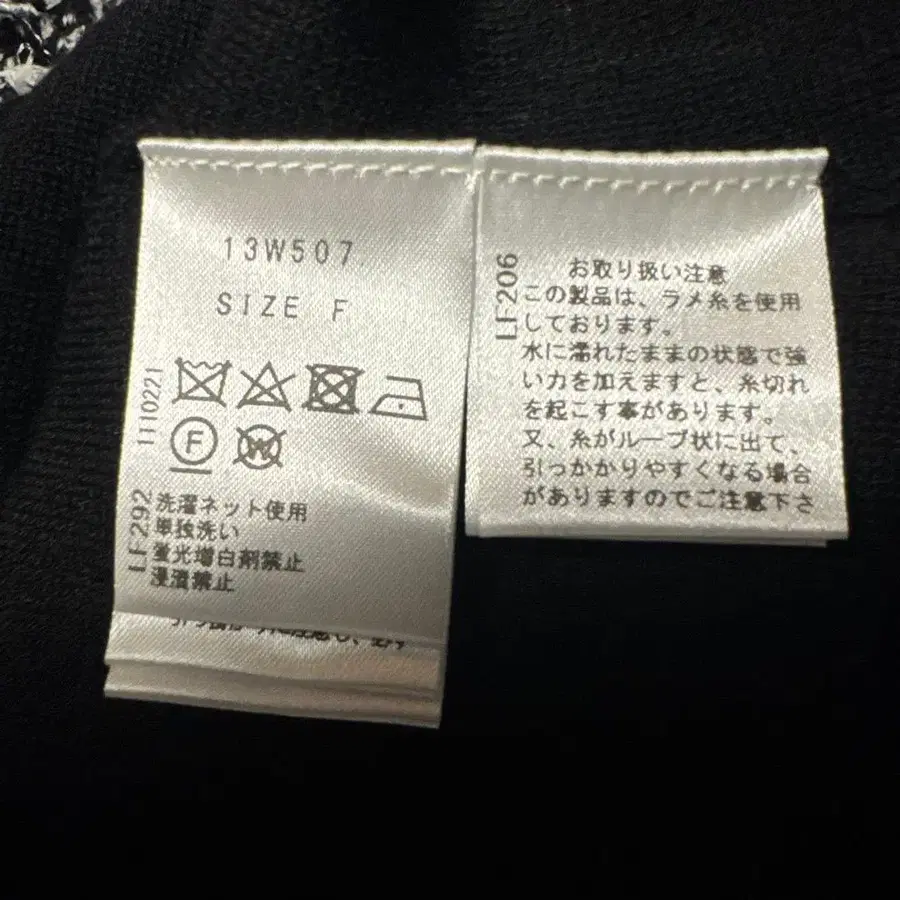 13W507
SIZE F
1110221
F
W
LF292
洗濯ネット使用
単独洗い
蛍光増白剤禁止
浸漬禁止
LF206
お取り扱い注意
この製品は、ラメ糸を使用
しております。
水に濡れたままの状態で強
い力を加えますと、糸切れ
を起こす事があります。
又、糸がループ状に出て、
引っかかりやすくなる場合
がありますのでご注意下さ